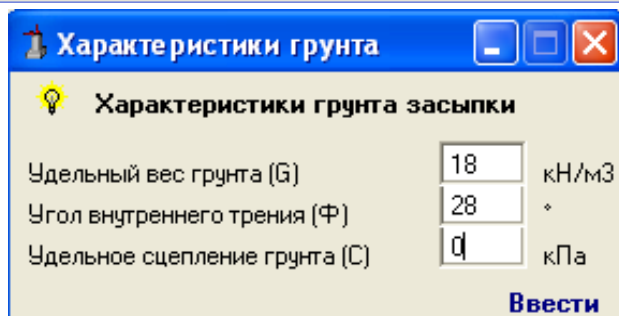 Характеристики грунта
Характеристики грунта засыпки
Удельный вес грунта (G) 18 кН/м3
Угол внутреннего трения (Ф) 28 °
Удельное сцепление грунта (С) 0 кПа
Ввести